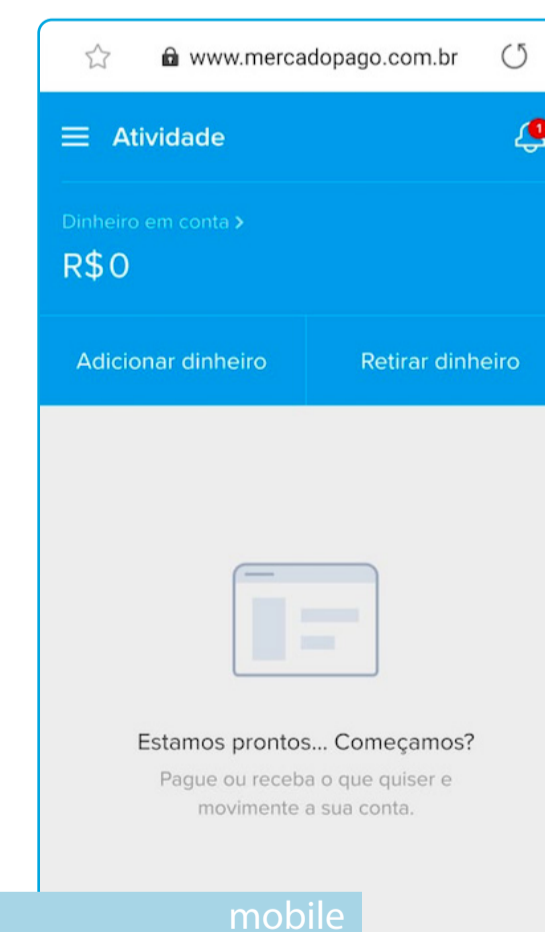 www.mercadopago.com.br
Atividade
1
Dinheiro em conta >
R$ 0
Adicionar dinheiro
Retirar dinheiro
Estamos prontos... Começamos?
Pague ou receba o que quiser e
movimente a sua conta.
mobile